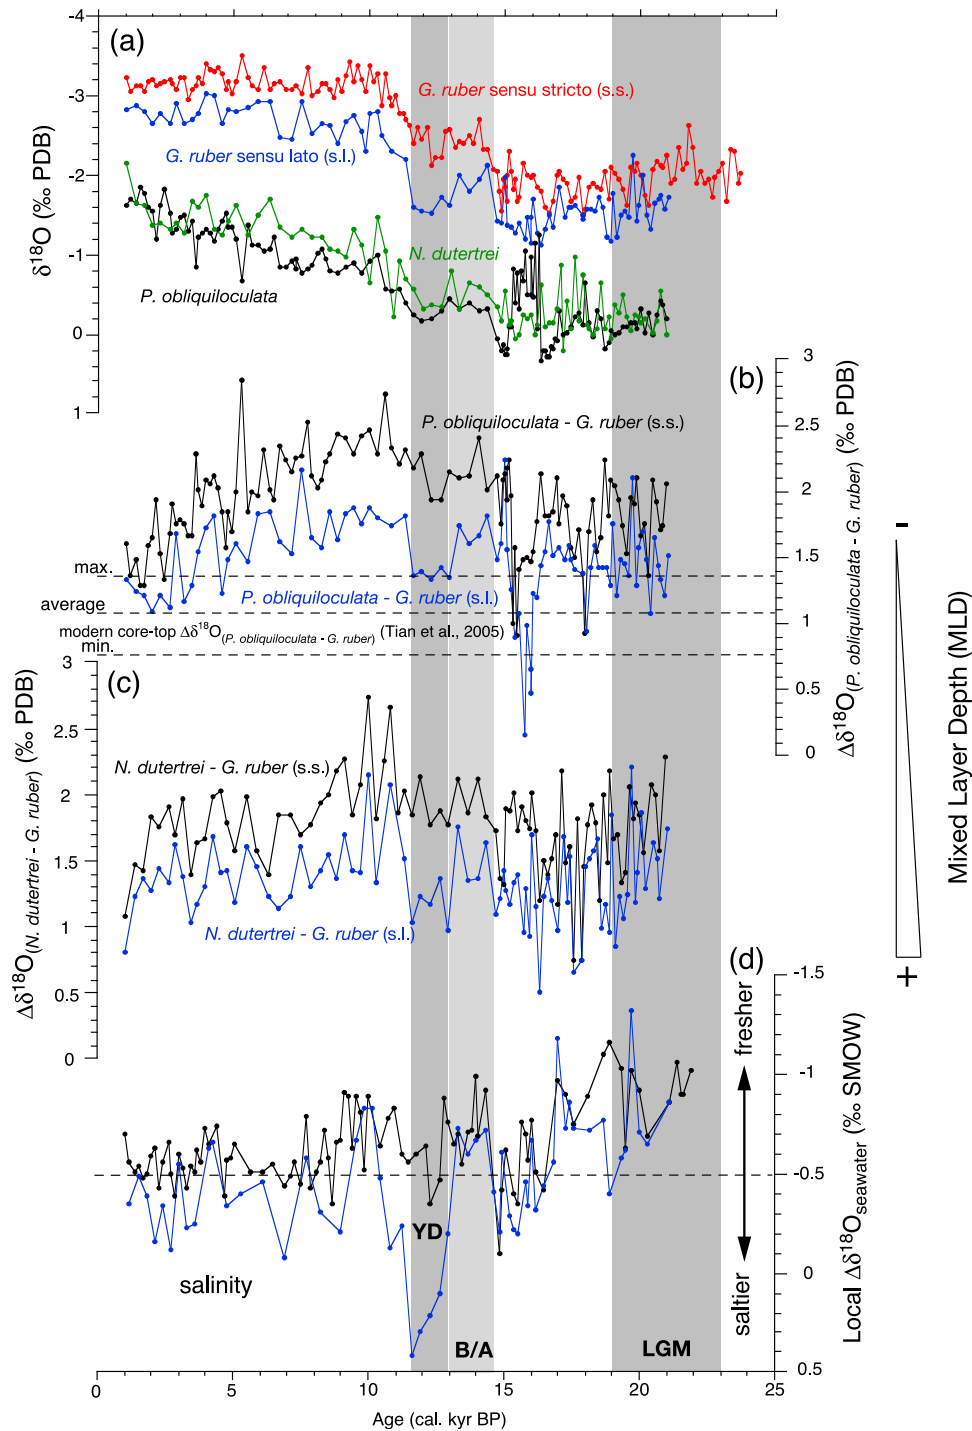 -4
(a)
-3
G. ruber sensu stricto (s.s.)
G. ruber sensu lato (s.l.)
-2
δ¹⁸O (‰ PDB)
-1
N. dutertrei
P. obliquiloculata
0
1
3
(b)
P. obliquiloculata - G. ruber (s.s.)
2.5
2
1.5
1
0.5
0
Δδ¹⁸O(P. obliquiloculata - G. ruber) (‰ PDB)
max.
P. obliquiloculata - G. ruber (s.l.)
average
modern core-top Δδ¹⁸O(P. obliquiloculata - G. ruber) (Tian et al., 2005)
min.
-
Mixed Layer Depth (MLD)
+
3
(c)
2.5
N. dutertrei - G. ruber (s.s.)
2
1.5
1
N. dutertrei - G. ruber (s.l.)
0.5
0
Δδ¹⁸O(N. dutertrei - G. ruber) (‰ PDB)
(d)
-1.5
fresher
-1
-0.5
0
saltier
0.5
Local Δδ¹⁸Oseawater (‰ SMOW)
YD
salinity
B/A
LGM
0 5 10 15 20 25
Age (cal. kyr BP)